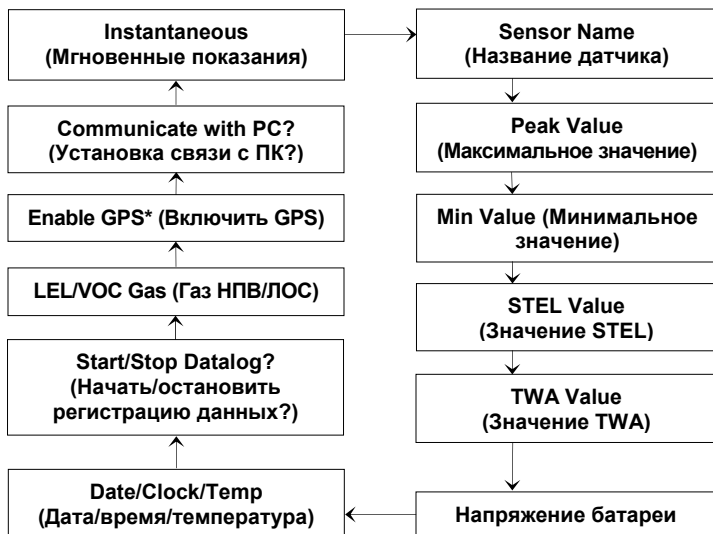 Instantaneous
(Мгновенные показания)
Sensor Name
(Название датчика)
Peak Value
(Максимальное значение)
Min Value (Минимальное
значение)
STEL Value
(Значение STEL)
TWA Value
(Значение TWA)
Напряжение батареи
Date/Clock/Temp
(Дата/время/температура)
Start/Stop Datalog?
(Начать/остановить
регистрацию данных?)
LEL/VOC Gas (Газ НПВ/ЛОС)
Enable GPS* (Включить GPS)
Communicate with PC?
(Установка связи с ПК?)